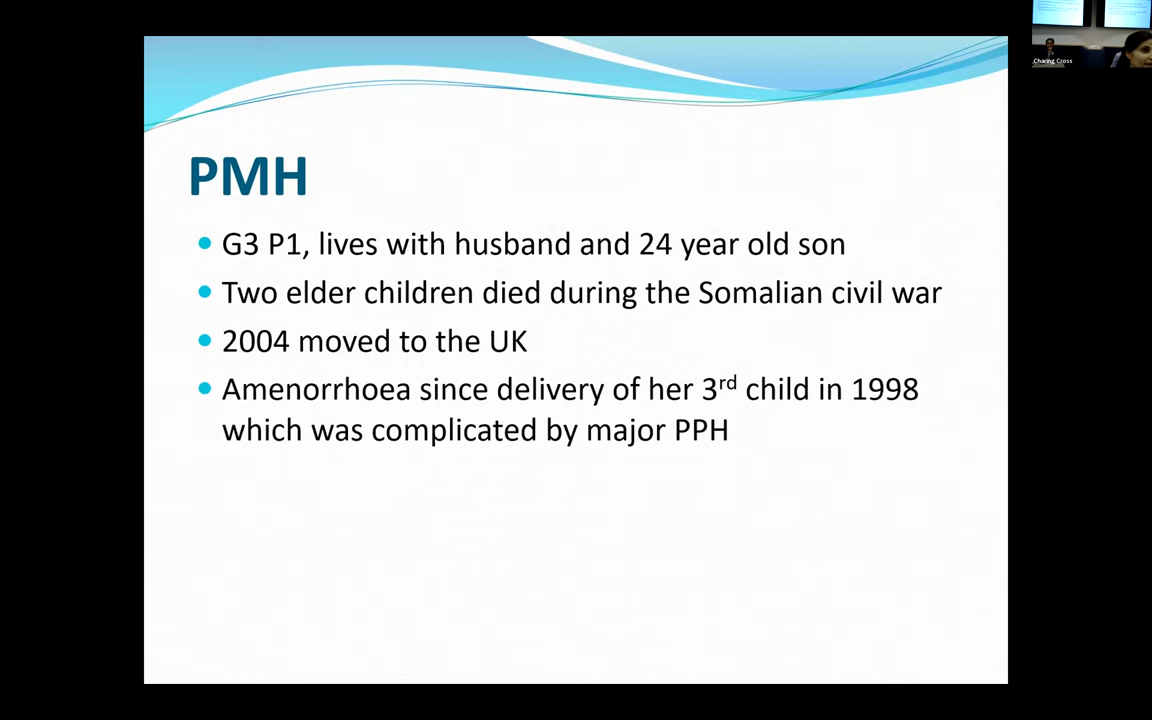 Charing Cross
PMH
• G3 P1, lives with husband and 24 year old son
• Two elder children died during the Somalian civil war
• 2004 moved to the UK
• Amenorrhoea since delivery of her 3rd child in 1998
which was complicated by major PPH